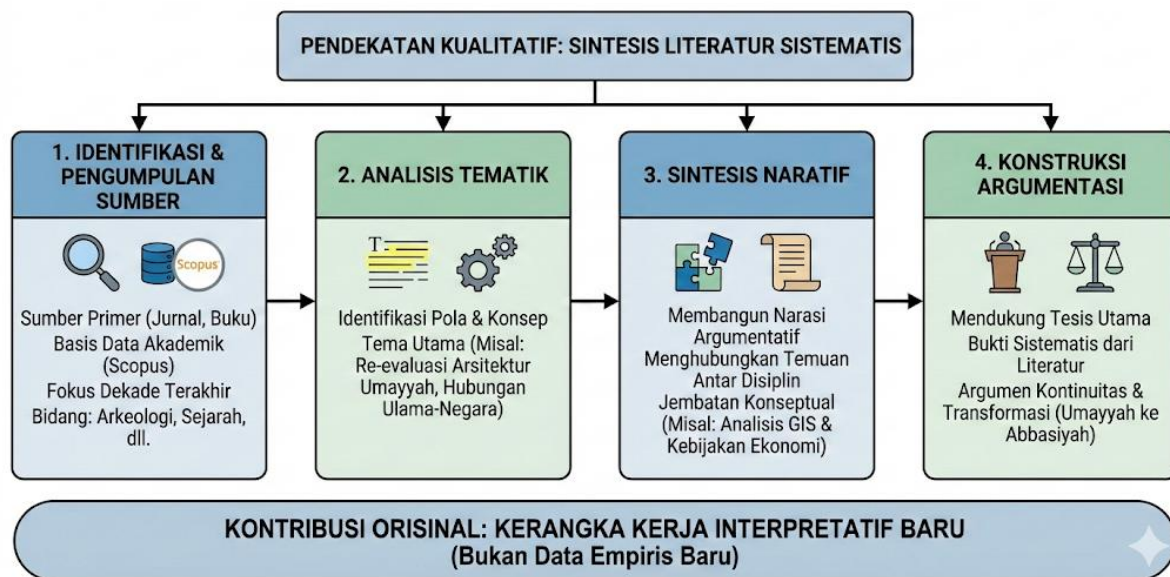 PENDEKATAN KUALITATIF: SINTESIS LITERATUR SISTEMATIS
1. IDENTIFIKASI &
PENGUMPULAN
SUMBER
Scopus
Sumber Primer (Jurnal, Buku)
Basis Data Akademik
(Scopus)
Fokus Dekade Terakhir
Bidang: Arkeologi, Sejarah,
dll.
2. ANALISIS TEMATIK
T
Identifikasi Pola & Konsep
Tema Utama (Misal:
Re-evaluasi Arsitektur
Umayyah, Hubungan
Ulama-Negara)
3. SINTESIS NARATIF
Membangun Narasi
Argumentatif
Menghubungkan Temuan
Antar Disiplin
Jembatan Konseptual
(Misal: Analisis GIS &
Kebijakan Ekonomi)
4. KONSTRUKSI
ARGUMENTASI
Mendukung Tesis Utama
Bukti Sistematis dari
Literatur
Argumen Kontinuitas &
Transformasi (Umayyah ke
Abbasiyah)
KONTRIBUSI ORISINAL: KERANGKA KERJA INTERPRETATIF BARU
(Bukan Data Empiris Baru)